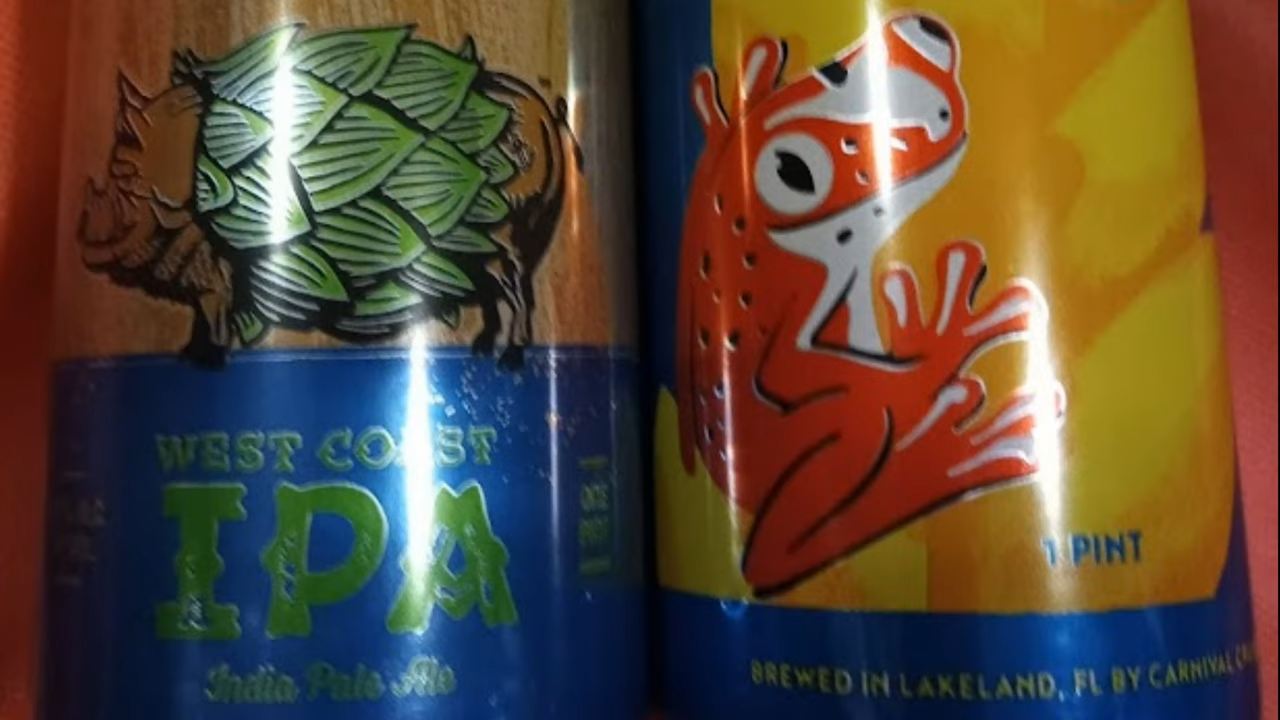 WEST COAST
IPA
India Pale Ale
1 PINT
BREWED IN LAKELAND, FL BY CARNIVAL